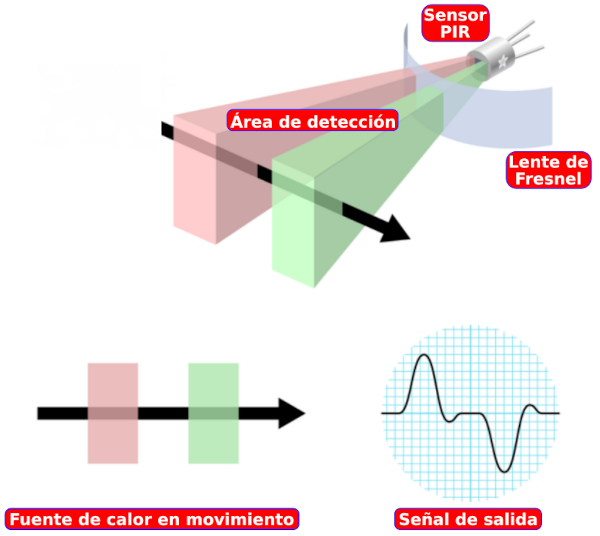 Sensor
PIR
Área de detección
Lente de
Fresnel
Fuente de calor en movimiento
Señal de salida